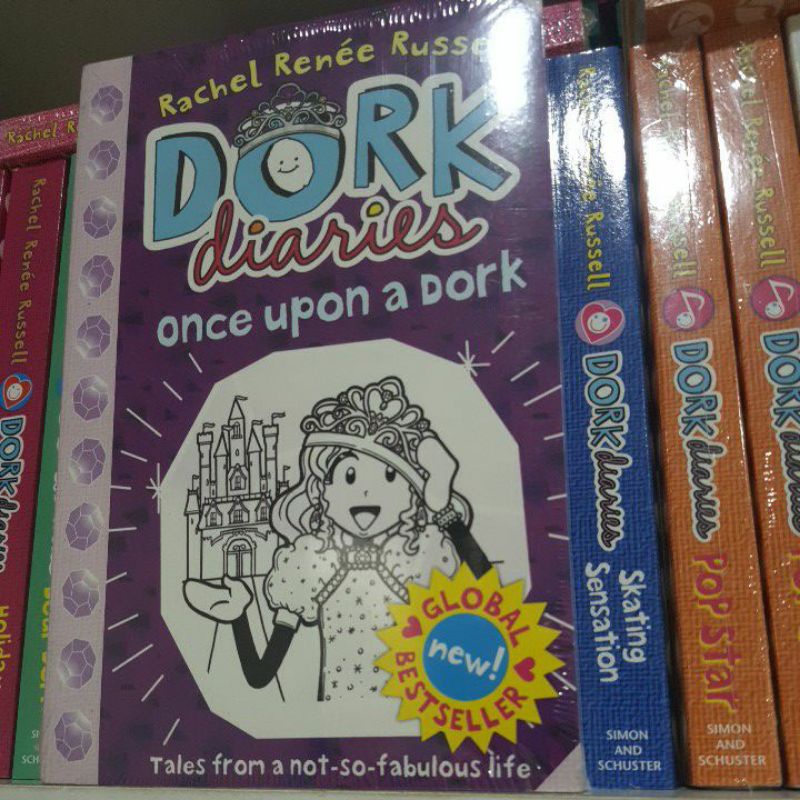 Rachel Renée Russe
DORK
diaries
once upon a Dork
GLOBAL
new!
BESTSELLER
Tales from a not-so-fabulous life
Rachel R
Rachel Renée Russell
DORK diaries
Holiday
Renée Russell
DORK diaries
Skating
Sensation
SIMON
AND
SCHUSTER
Russell
DORK diaries
POP Star
SIMON
AND
SCHUSTER
Renée Russell
DORK diaries